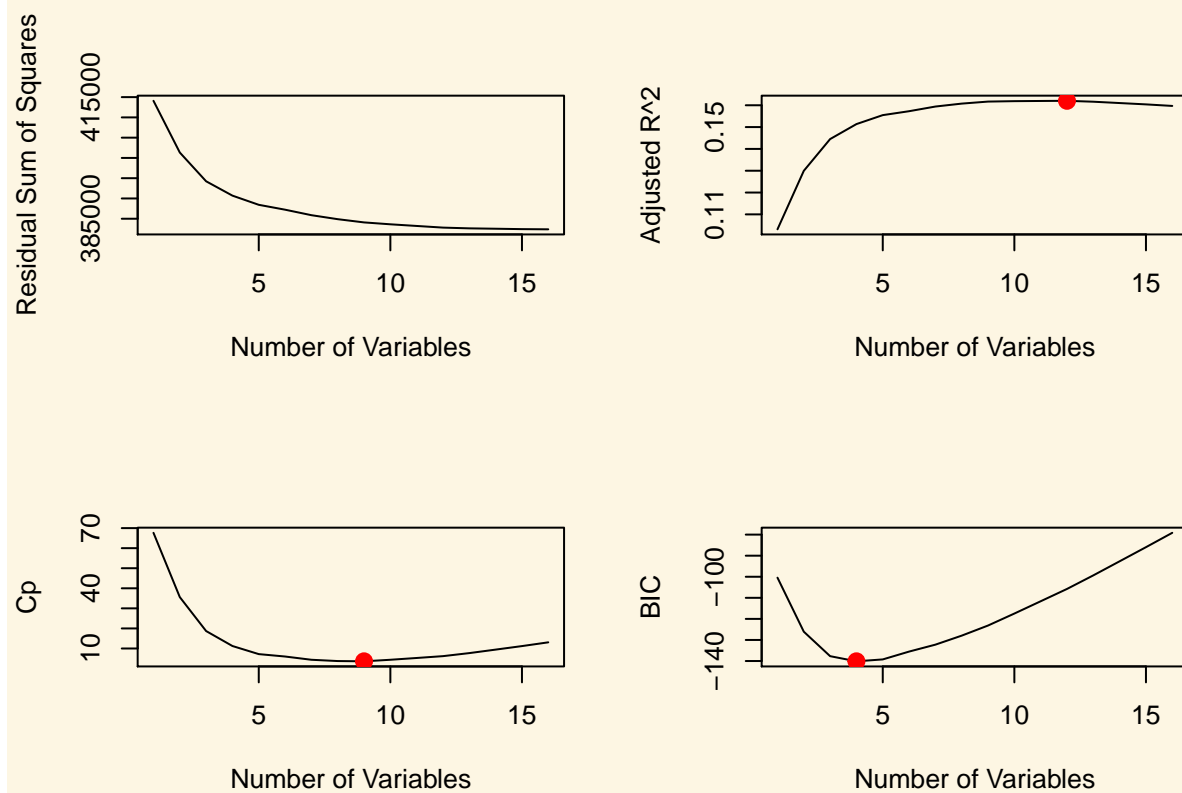 Residual Sum of Squares
415000
385000
5 10 15
Number of Variables
Adjusted R^2
0.15
0.11
5 10 15
Number of Variables
Cp
70
40
10
5 10 15
Number of Variables
BIC
−100
−140
5 10 15
Number of Variables